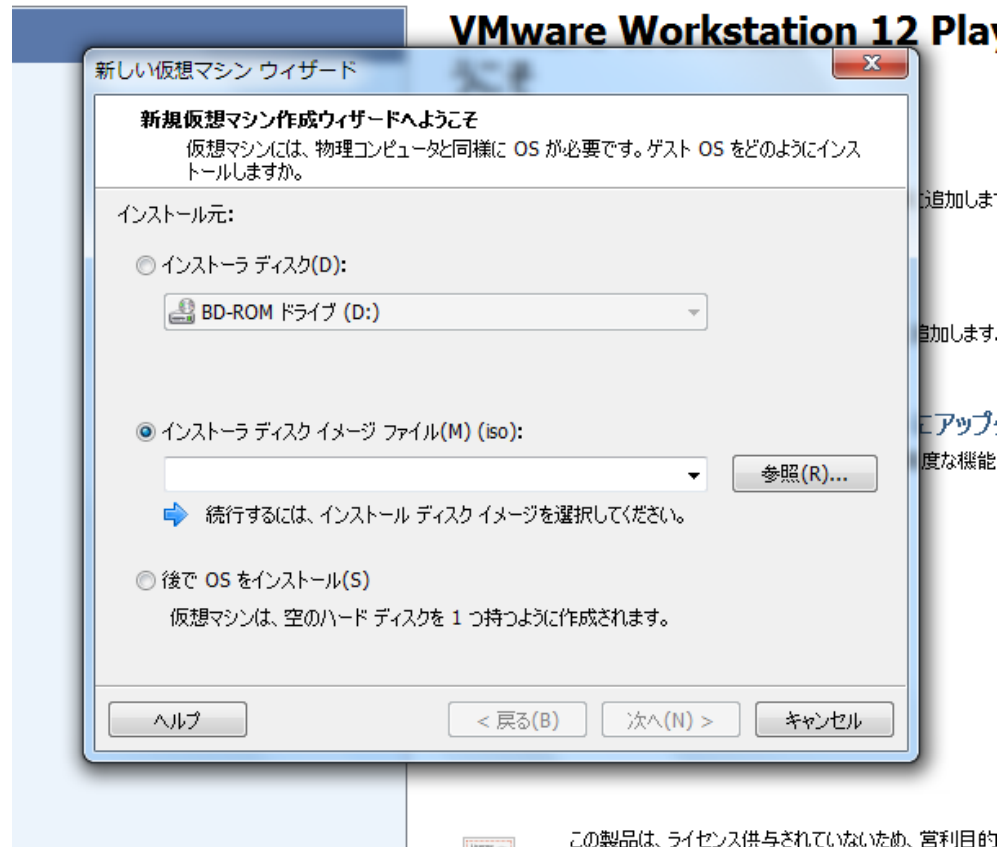 VMware Workstation 12 Play
新しい仮想マシン ウィザード
新規仮想マシン作成ウィザードへようこそ
仮想マシンには、物理コンピュータと同様に OS が必要です。ゲスト OS をどのようにインス
トールしますか。
インストール元:
インストーラ ディスク(D):
BD-ROM ドライブ (D:)
インストーラ ディスク イメージ ファイル(M) (iso):
参照(R)...
続行するには、インストール ディスク イメージを選択してください。
後で OS をインストール(S)
仮想マシンは、空のハード ディスクを 1 つ持つように作成されます。
ヘルプ
< 戻る(B)
次へ(N) >
キャンセル
追加しま
追加します。
にアップ
度な機能
この製品は、ライセンス供与されていないため、営利目的